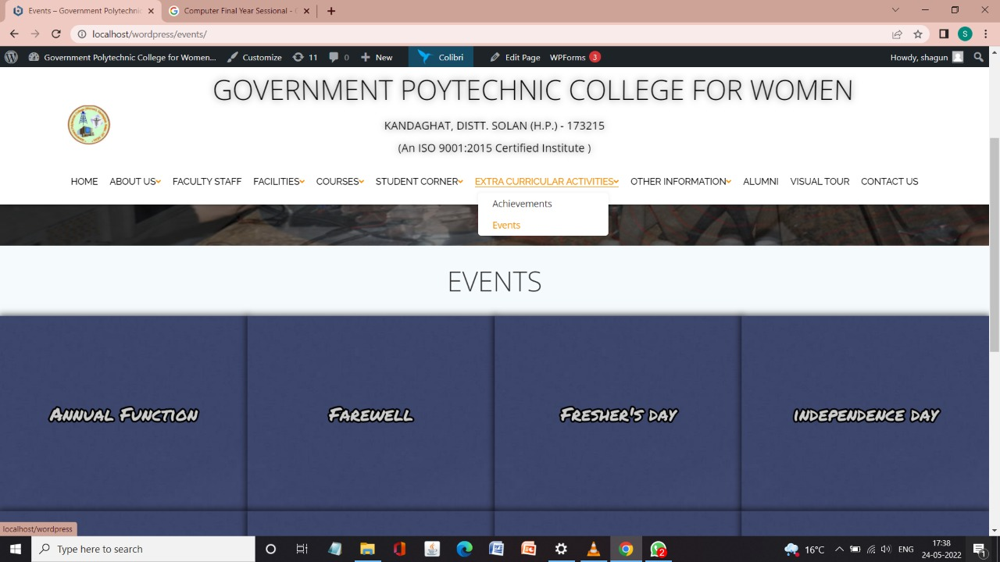 Government Polytechnic
Computer Final Year Sessional -
localhost/wordpress/events/
S
Government Polytechnic College for Women...
Customize
11
0
New
Colibri
Edit Page
WPForms 3
Howdy, shagun
GOVERNMENT POYTECHNIC COLLEGE FOR WOMEN
KANDAGHAT, DISTT. SOLAN (H.P.) - 173215
(An ISO 9001:2015 Certified Institute )
HOME ABOUT US FACULTY STAFF FACILITIES COURSES STUDENT CORNER EXTRA CURRICULAR ACTIVITIES OTHER INFORMATION ALUMNI VISUAL TOUR CONTACT US
Achievements
Events
EVENTS
Annual Function
Farewell
Fresher's day
independence day
localhost/wordpress
Type here to search
2
16°C
ENG
17:38
24-05-2022
1